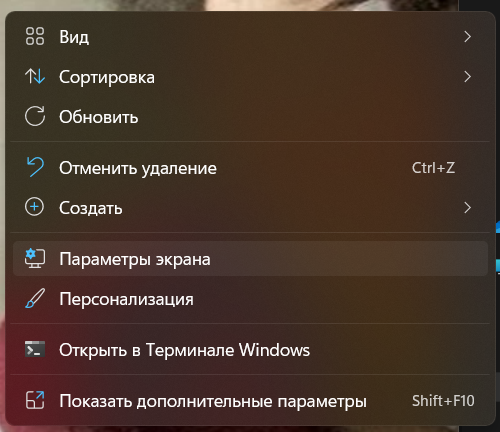 Вид
Сортировка
Обновить
Отменить удаление Ctrl+Z
Создать
Параметры экрана
Персонализация
Открыть в Терминале Windows
Показать дополнительные параметры Shift+F10